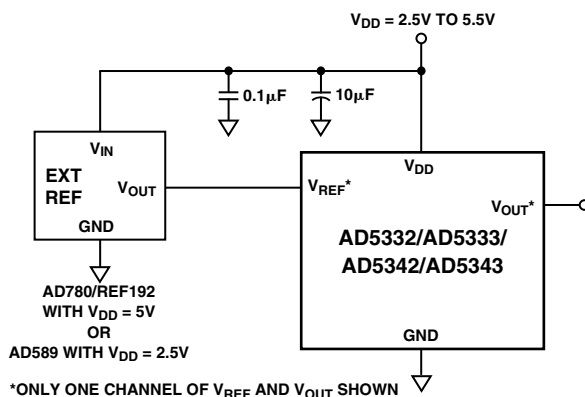 V_DD = 2.5V TO 5.5V
0.1µF
10µF
V_IN
EXT
REF
V_OUT
GND
V_DD
V_REF*
V_OUT*
AD5332/AD5333/
AD5342/AD5343
GND
AD780/REF192
WITH V_DD = 5V
OR
AD589 WITH V_DD = 2.5V
*ONLY ONE CHANNEL OF V_REF AND V_OUT SHOWN